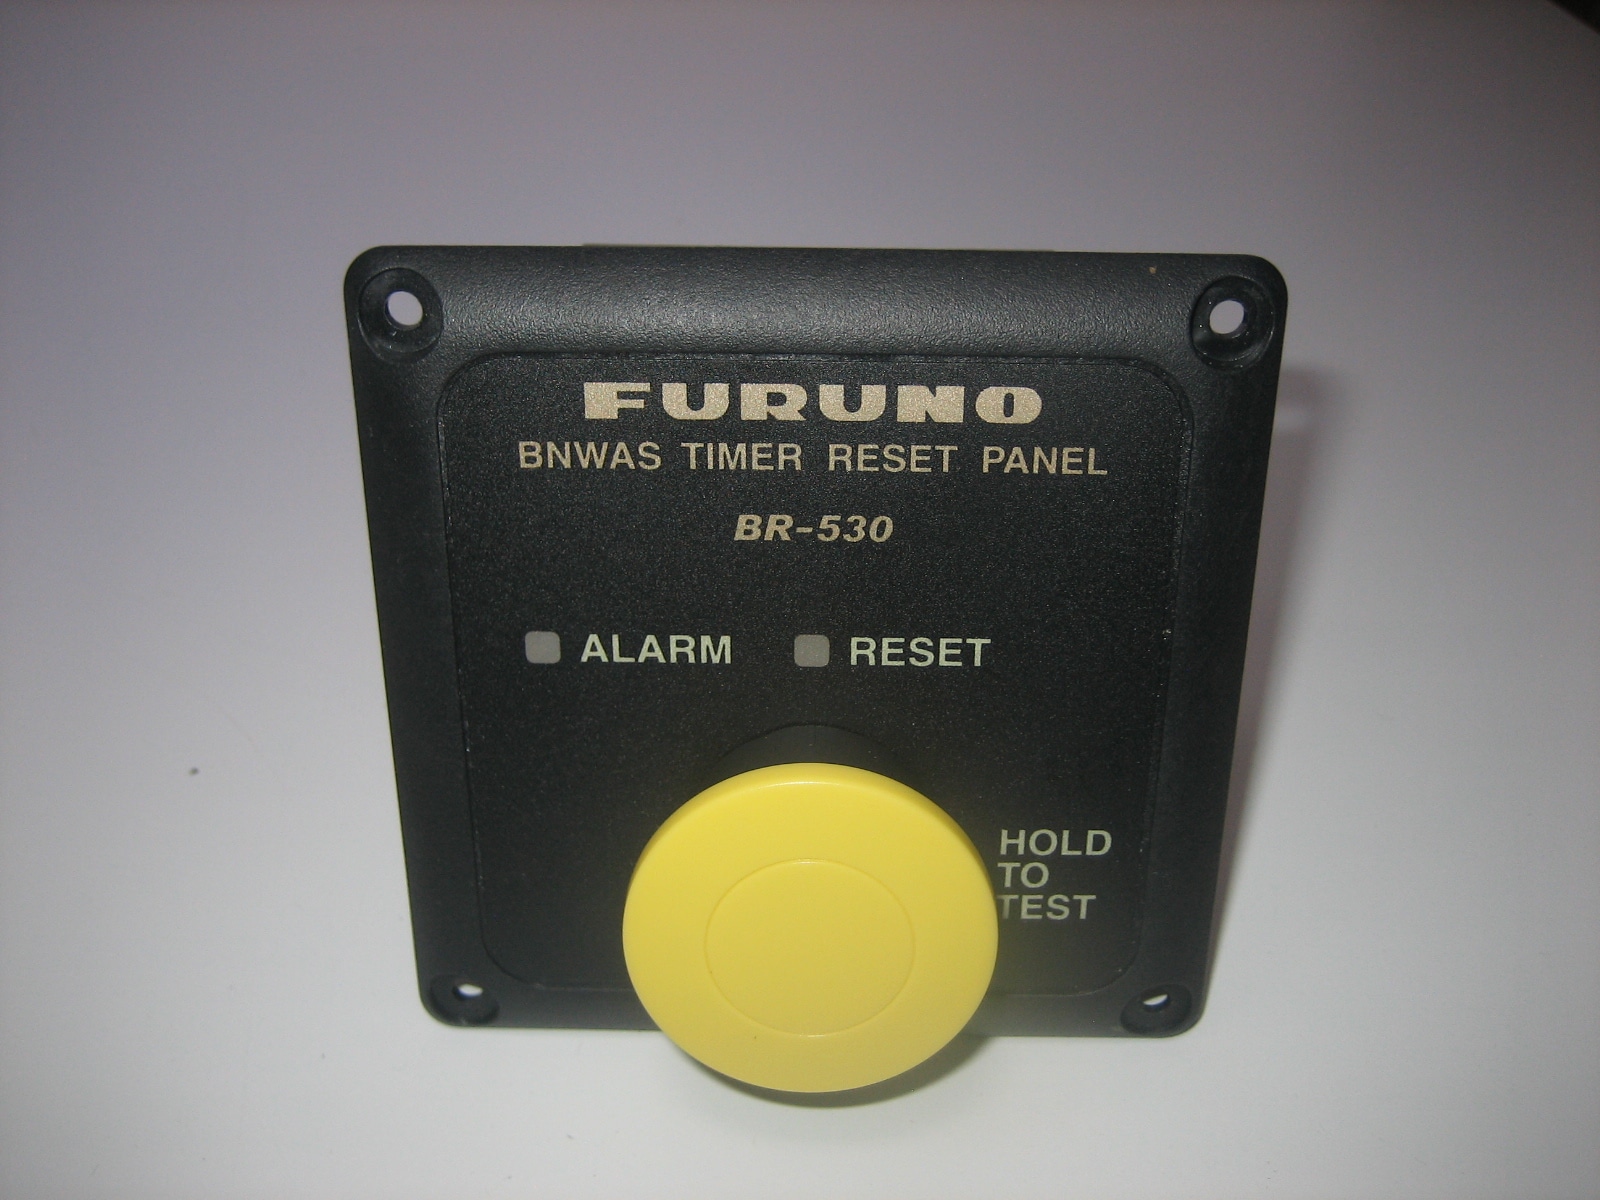 FURUNO
BNWAS TIMER RESET PANEL
BR-530
ALARM RESET
HOLD
TO
TEST